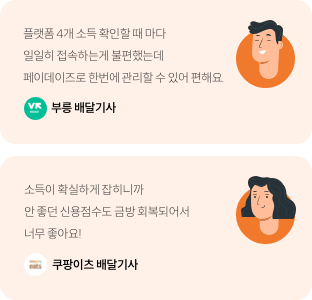 플랫폼 4개 소득 확인할 때 마다
일일히 접속하는게 불편했는데
페이데이즈로 한번에 관리할 수 있어 편해요
부릉 배달기사
소득이 확실하게 잡히니까
안 좋던 신용점수도 금방 회복되어서
너무 좋아요!
eats
쿠팡이츠 배달기사